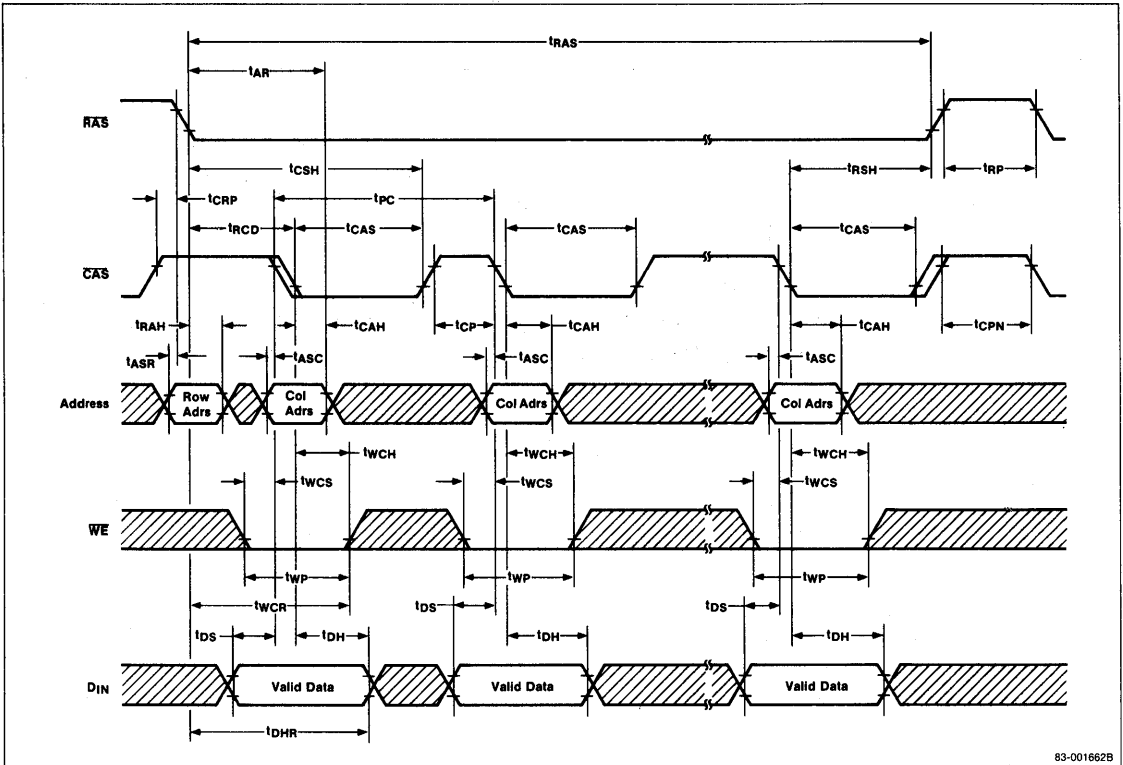 tRAS
tAR
RAS
tCSH
tRSH
tRP
tCRP
tPC
tRCD
tCAS
tCAS
tCAS
CAS
tRAH
tCAH
tCP
tCAH
tCAH
tCPN
tASR
tASC
tASC
tASC
Address
Row Adrs
Col Adrs
Col Adrs
Col Adrs
tWCH
tWCH
tWCH
tWCS
tWCS
tWCS
WE
tWP
tWP
tWP
tWCR
tDS
tDS
tDS
tDH
tDH
tDH
DIN
Valid Data
Valid Data
Valid Data
tDHR
83-001662B